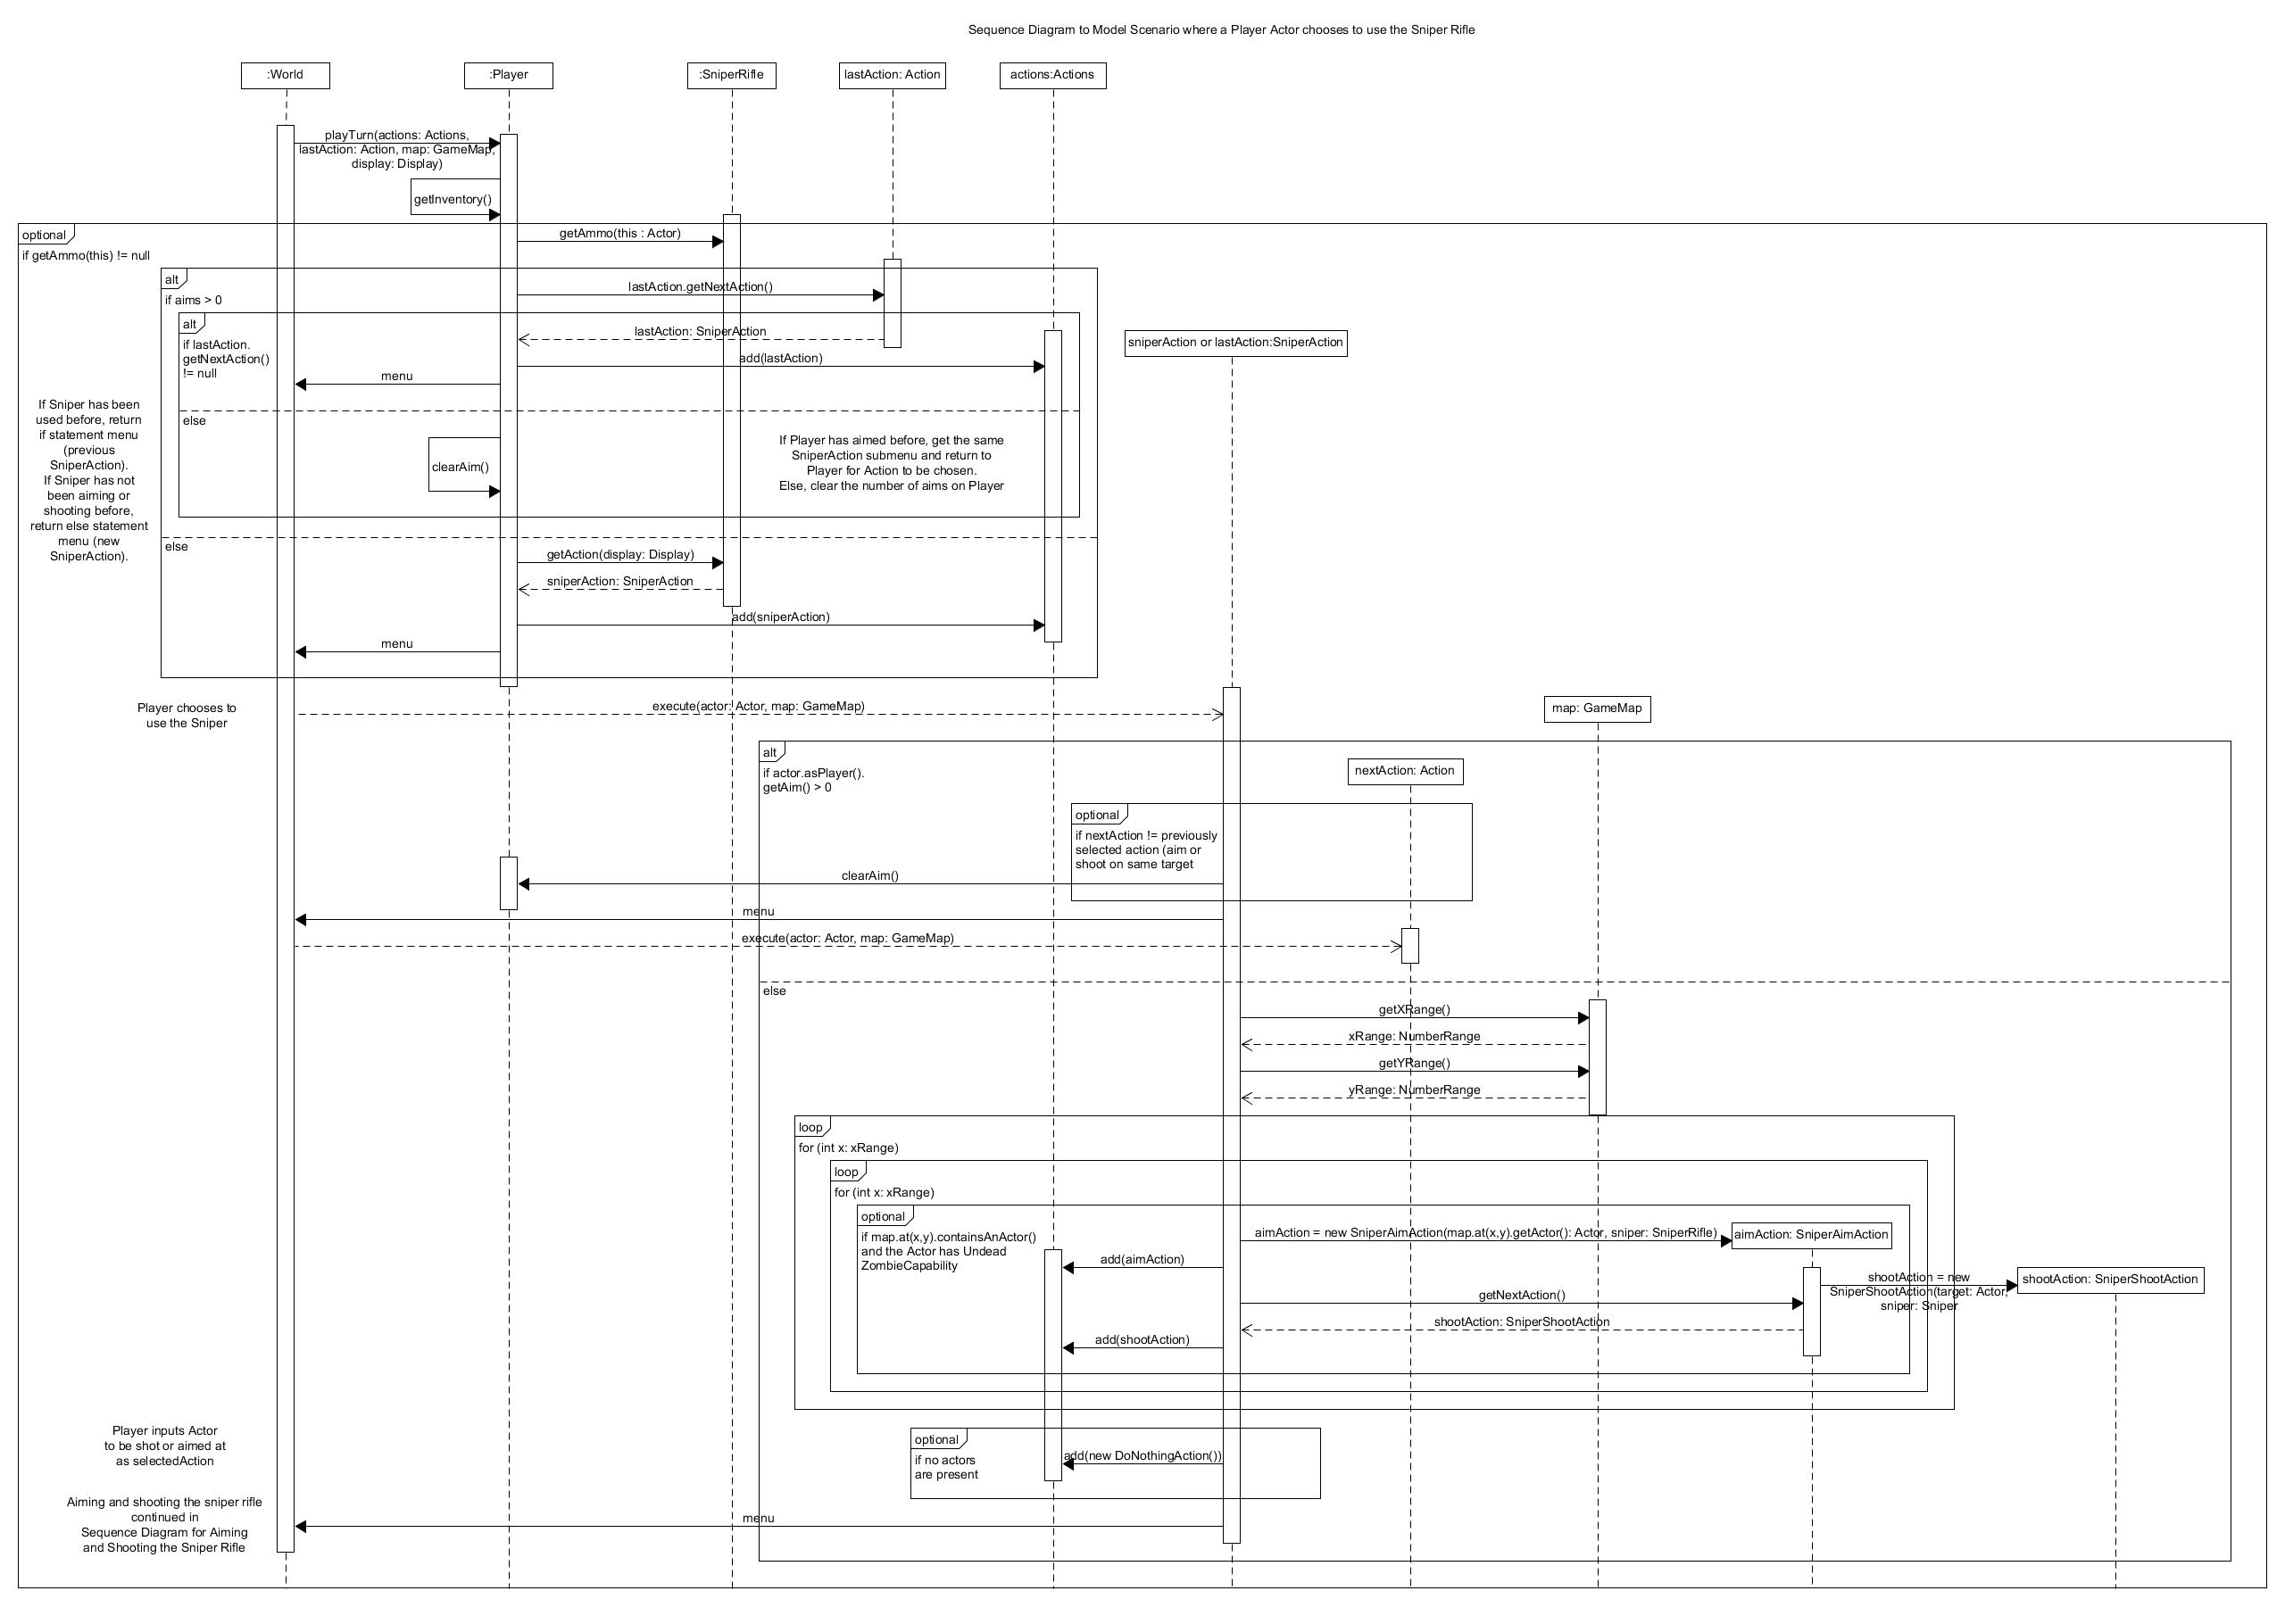 Sequence Diagram to Model Scenario where a Player Actor chooses to use the Sniper Rifle
:World
:Player
:SniperRifle
lastAction: Action
actions:Actions
playTurn(actions: Actions,
lastAction: Action, map: GameMap,
display: Display)
getInventory()
optional
if getAmmo(this) != null
getAmmo(this : Actor)
alt
if aims > 0
lastAction.getNextAction()
alt
if lastAction.
getNextAction()
!= null
lastAction: SniperAction
sniperAction or lastAction:SniperAction
add(lastAction)
menu
If Sniper has been
used before, return
if statement menu
(previous
SniperAction).
If Sniper has not
been aiming or
shooting before,
return else statement
menu (new
SniperAction).
else
clearAim()
If Player has aimed before, get the same
SniperAction submenu and return to
Player for Action to be chosen.
Else, clear the number of aims on Player
else
getAction(display: Display)
sniperAction: SniperAction
add(sniperAction)
menu
Player chooses to
use the Sniper
execute(actor: Actor, map: GameMap)
map: GameMap
alt
if actor.asPlayer().
getAim() > 0
nextAction: Action
optional
if nextAction != previously
selected action (aim or
shoot on same target
clearAim()
menu
execute(actor: Actor, map: GameMap)
else
getXRange()
xRange: NumberRange
getYRange()
yRange: NumberRange
loop
for (int x: xRange)
loop
for (int x: xRange)
optional
if map.at(x,y).containsAnActor()
and the Actor has Undead
ZombieCapability
aimAction = new SniperAimAction(map.at(x,y).getActor(): Actor, sniper: SniperRifle)
aimAction: SniperAimAction
add(aimAction)
shootAction = new
SniperShootAction(target: Actor,
sniper: Sniper
shootAction: SniperShootAction
getNextAction()
shootAction: SniperShootAction
add(shootAction)
Player inputs Actor
to be shot or aimed at
as selectedAction
optional
if no actors
are present
add(new DoNothingAction())
Aiming and shooting the sniper rifle
continued in
Sequence Diagram for Aiming
and Shooting the Sniper Rifle
menu